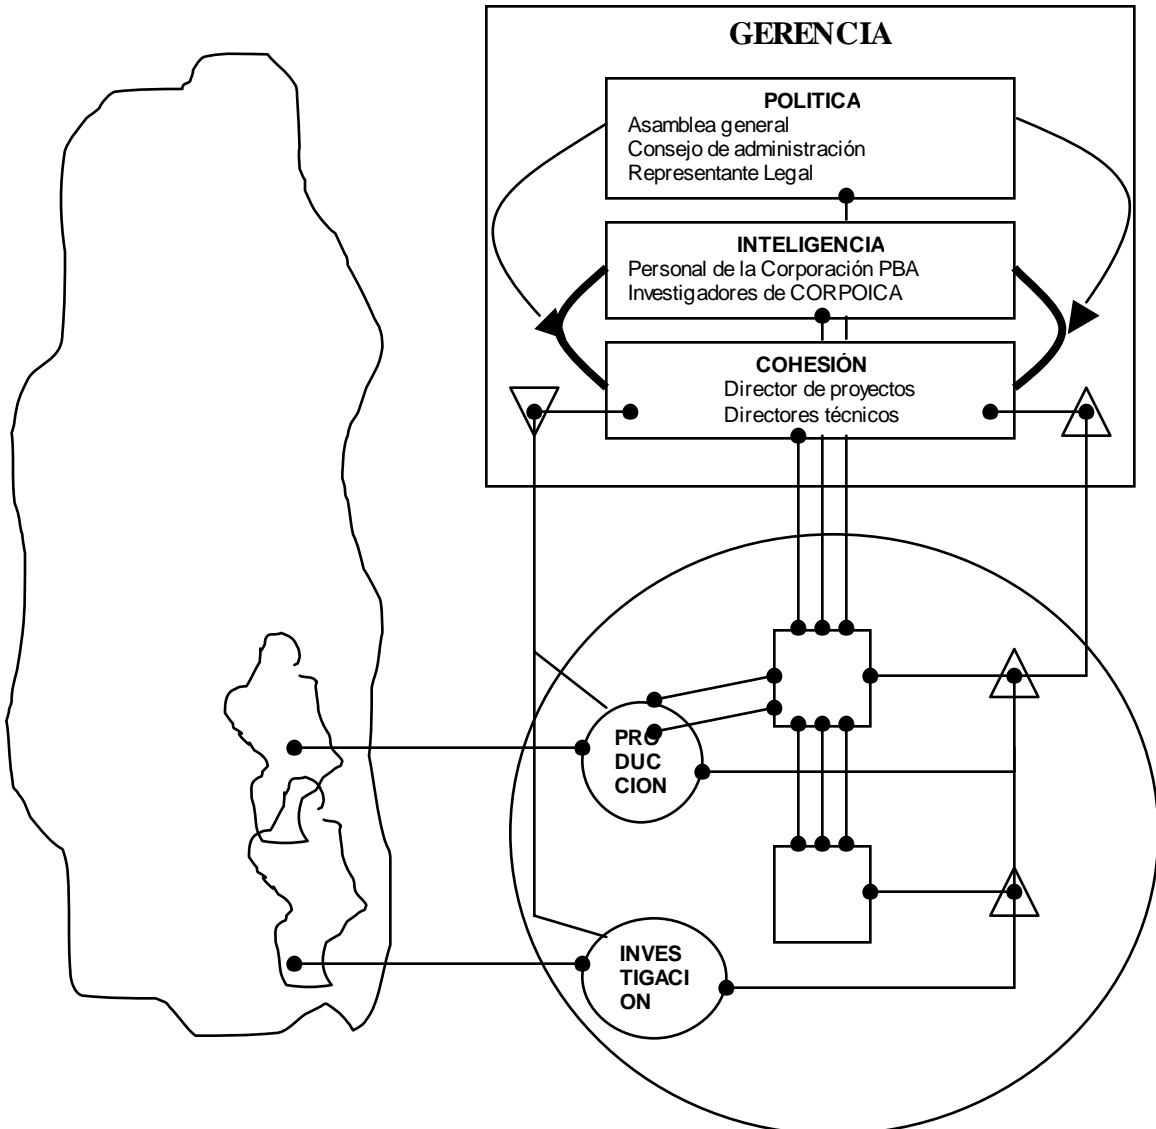 GERENCIA
POLITICA
Asamblea general
Consejo de administración
Representante Legal
INTELIGENCIA
Personal de la Corporación PBA
Investigadores de CORPOICA
COHESIÓN
Director de proyectos
Directores técnicos
PRO
DUC
CION
INVES
TIGACI
ON